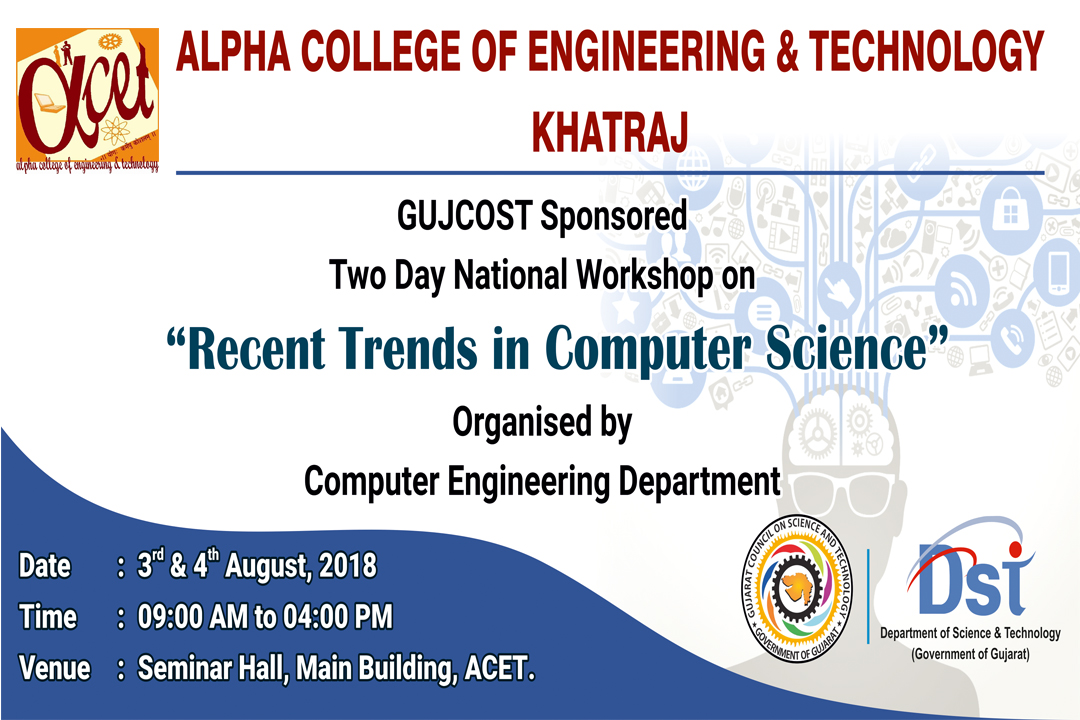 acet
alpha college of engineering & technology
ALPHA COLLEGE OF ENGINEERING & TECHNOLOGY
KHATRAJ
GUJCOST Sponsored
Two Day National Workshop on
“Recent Trends in Computer Science”
Organised by
Computer Engineering Department
Date : 3rd & 4th August, 2018
Time : 09:00 AM to 04:00 PM
Venue : Seminar Hall, Main Building, ACET.
GUJARAT COUNCIL ON SCIENCE AND TECHNOLOGY
★ GOVERNMENT OF GUJARAT ★
DST
Department of Science & Technology
(Government of Gujarat)